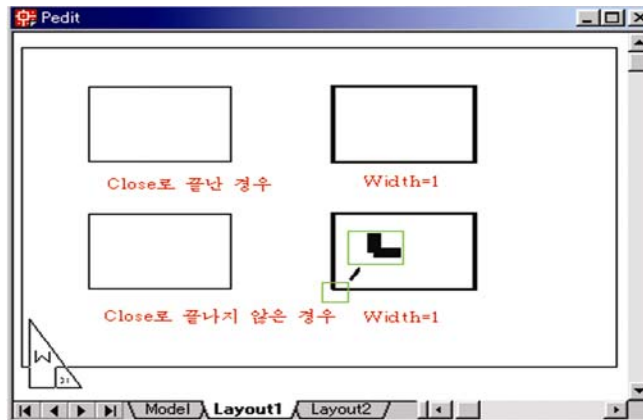 Pedit
Close로 끝난 경우
Width=1
Close로 끝나지 않은 경우
Width=1
W
Model
Layout1
Layout2